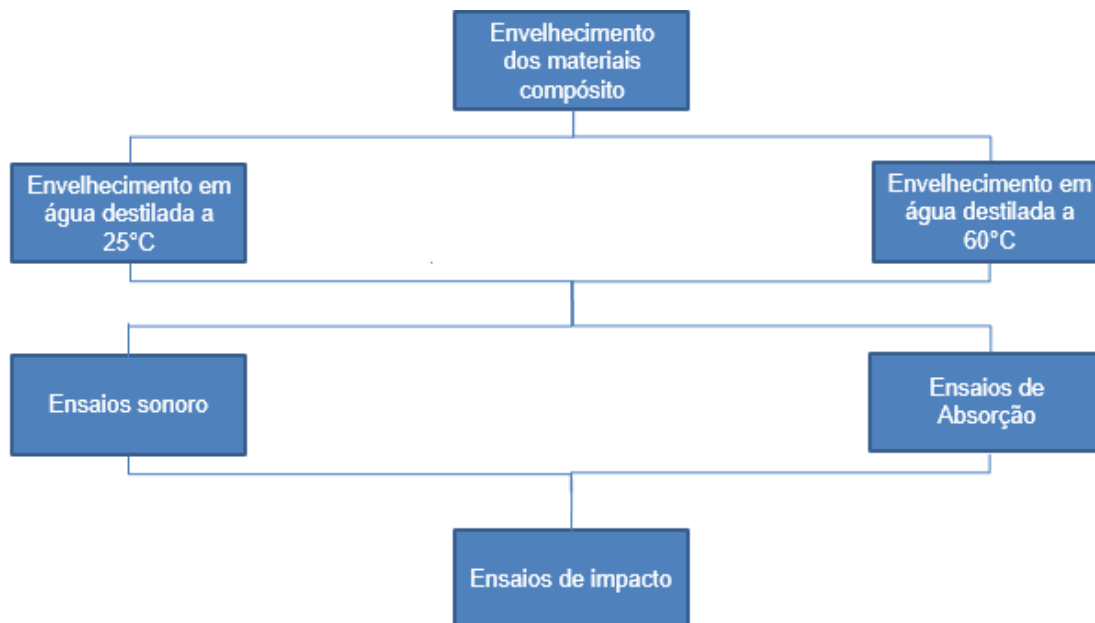 Envelhecimento
dos materiais
compósito
Envelhecimento em
água destilada a
25°C
Envelhecimento em
água destilada a
60°C
Ensaios sonoro
Ensaios de
Absorção
Ensaios de impacto